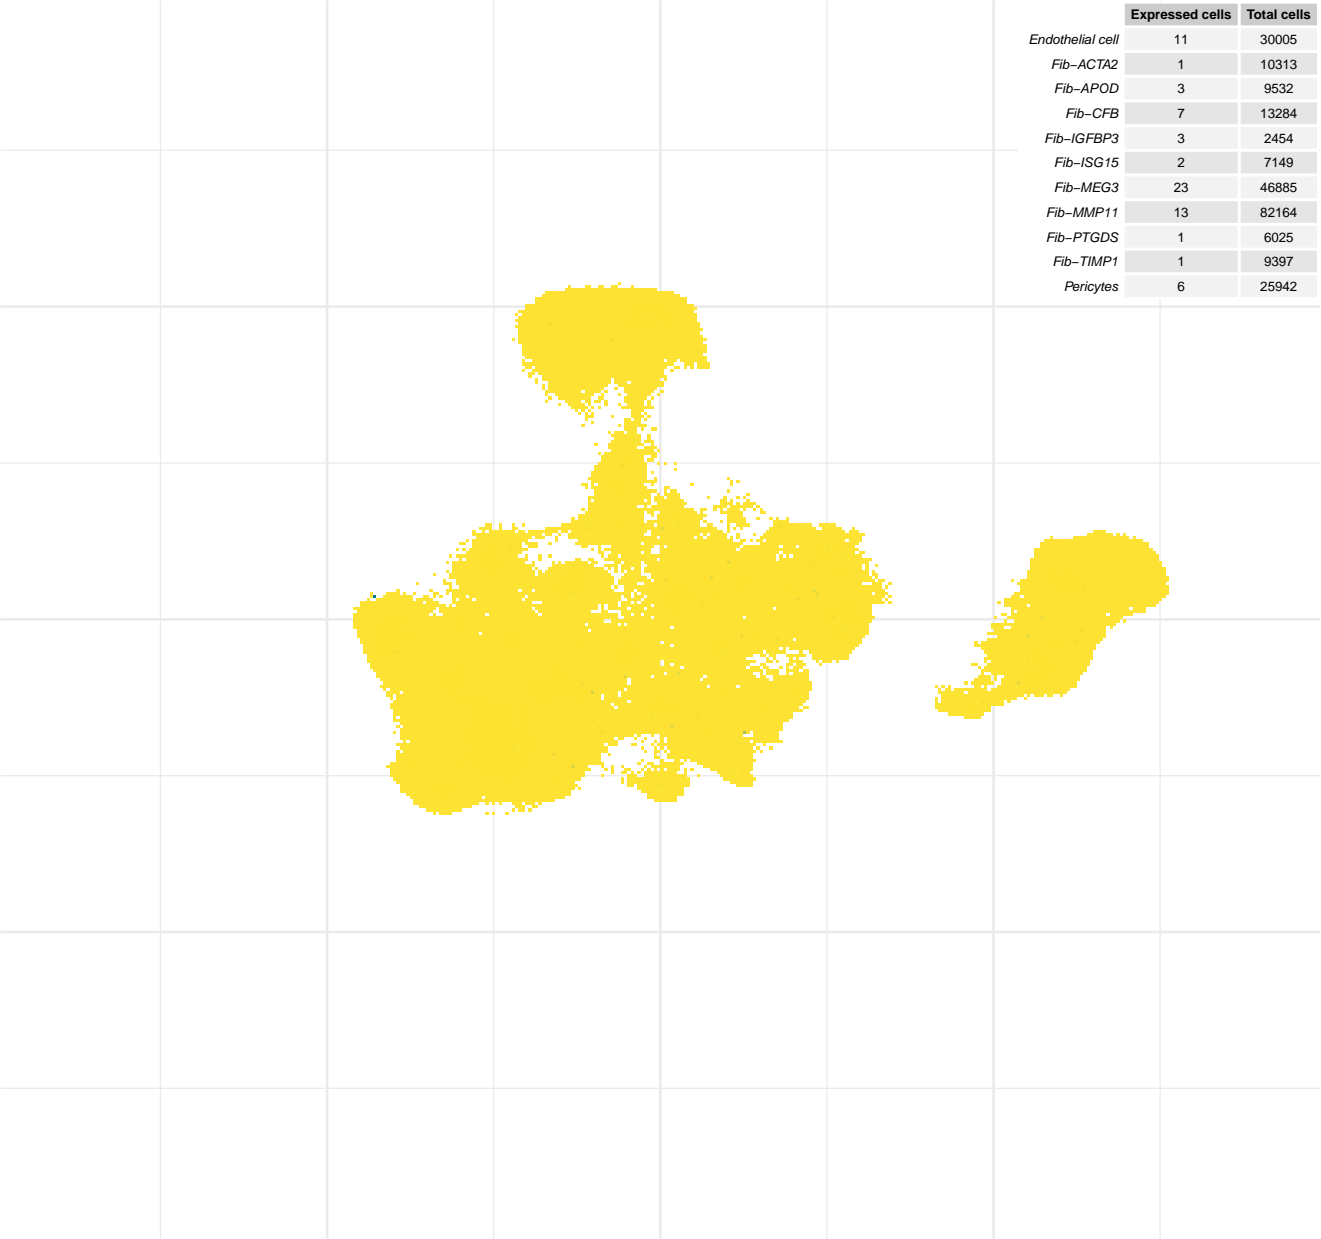 Expressed cells Total cells
Endothelial cell 11 30005
Fib−ACTA2 1 10313
Fib−APOD 3 9532
Fib−CFB 7 13284
Fib−IGFBP3 3 2454
Fib−ISG15 2 7149
Fib−MEG3 23 46885
Fib−MMP11 13 82164
Fib−PTGDS 1 6025
Fib−TIMP1 1 9397
Pericytes 6 25942